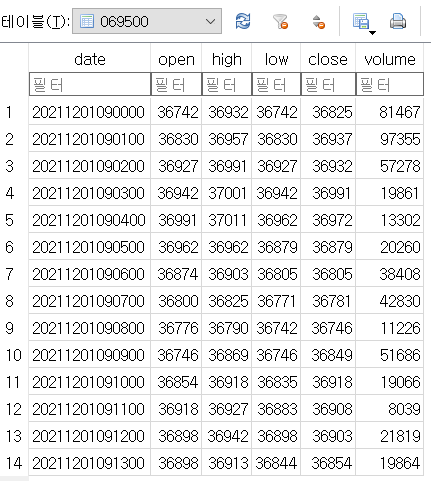 테이블(T): 069500
date open high low close volume
필터 필터 필터 필터 필터 필터
1 20211201090000 36742 36932 36742 36825 81467
2 20211201090100 36830 36957 36830 36937 97355
3 20211201090200 36927 36991 36927 36932 57278
4 20211201090300 36942 37001 36942 36991 19861
5 20211201090400 36991 37011 36962 36972 13302
6 20211201090500 36962 36962 36879 36879 20260
7 20211201090600 36874 36903 36805 36805 38408
8 20211201090700 36800 36825 36771 36781 42830
9 20211201090800 36776 36790 36742 36746 11226
10 20211201090900 36746 36869 36746 36849 51686
11 20211201091000 36854 36918 36835 36918 19066
12 20211201091100 36918 36927 36883 36908 8039
13 20211201091200 36898 36942 36898 36903 21819
14 20211201091300 36898 36913 36844 36854 19864